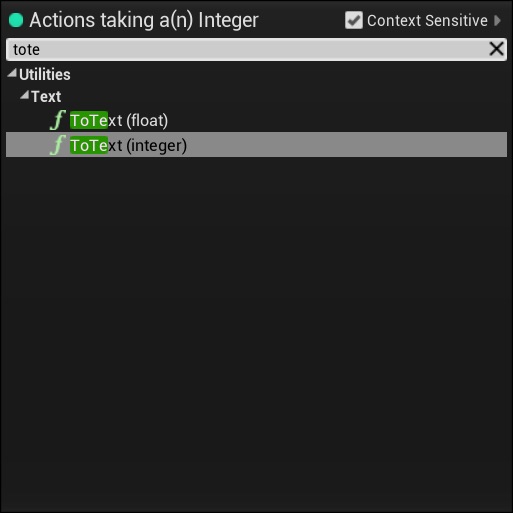 Actions taking a(n) Integer Context Sensitive
tote
Utilities
Text
f ToText (float)
f ToText (integer)